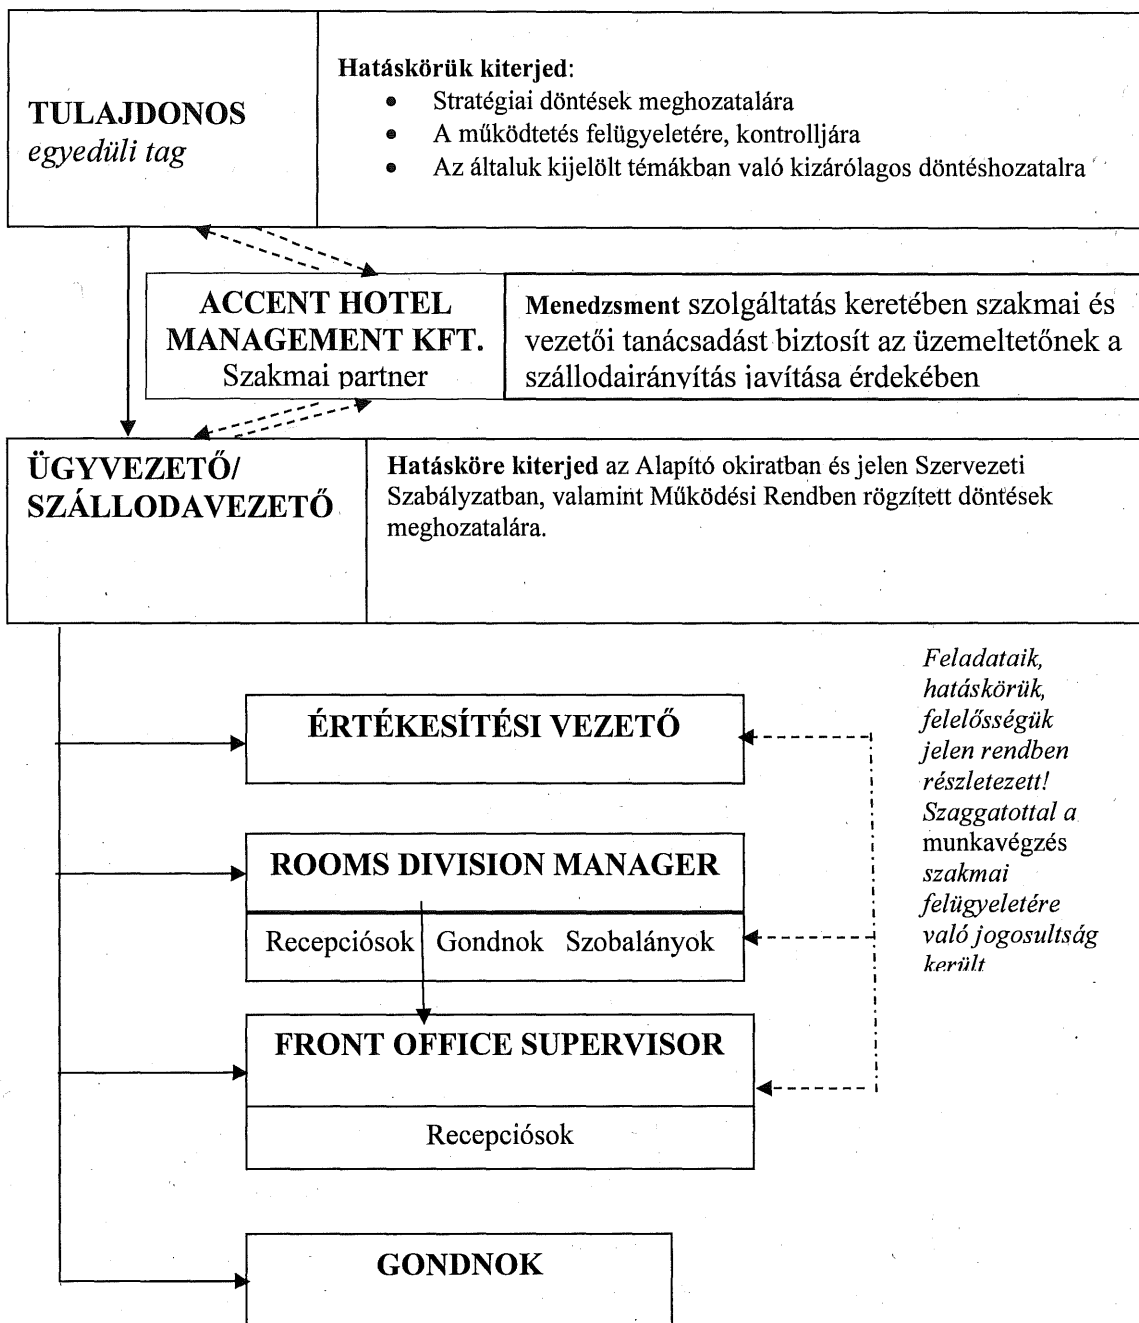 TULAJDONOS
egyedüli tag
Hatáskörük kiterjed:
• Stratégiai döntések meghozatalára
• A működtetés felügyeletére, kontrolljára
• Az általuk kijelölt témákban való kizárólagos döntéshozatalra
ACCENT HOTEL
MANAGEMENT KFT.
Szakmai partner
Menedzsment szolgáltatás keretében szakmai és
vezetői tanácsadást biztosít az üzemeltetőnek a
szállodairányítás javítása érdekében
ÜGYVEZETŐ/
SZÁLLODAVEZETŐ
Hatásköre kiterjed az Alapító okiratban és jelen Szervezeti
Szabályzatban, valamint Működési Rendben rögzített döntések
meghozatalára.
Feladataik,
hatáskörük,
felelősségük
jelen rendben
részletezett!
Szaggatottal a
munkavégzés
szakmai
felügyeletére
való jogosultság
került
ÉRTÉKESÍTÉSI VEZETŐ
ROOMS DIVISION MANAGER
Recepciósok Gondnok Szobalányok
FRONT OFFICE SUPERVISOR
Recepciósok
GONDNOK